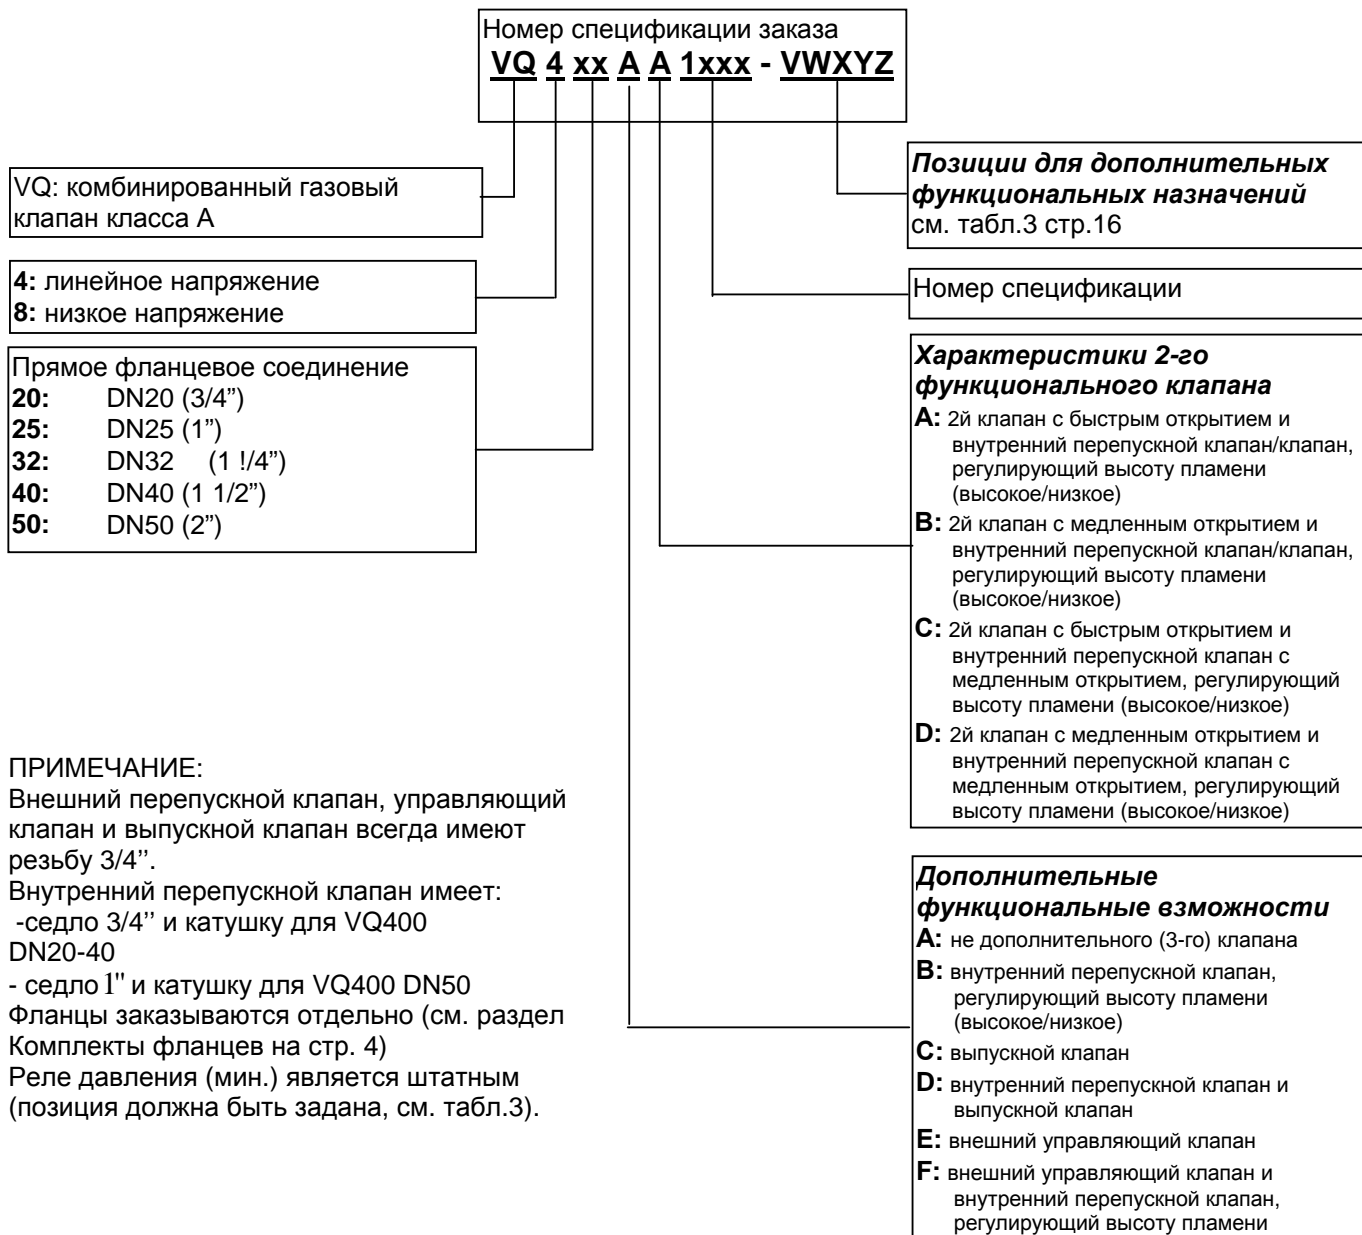 Номер спецификации заказа
VQ 4 xx A A 1xxx - VWXYZ
VQ: комбинированный газовый
клапан класса А
4: линейное напряжение
8: низкое напряжение
Прямое фланцевое соединение
20: DN20 (3/4”)
25: DN25 (1”)
32: DN32 (1 !/4”)
40: DN40 (1 1/2”)
50: DN50 (2”)
ПРИМЕЧАНИЕ:
Внешний перепускной клапан, управляющий
клапан и выпускной клапан всегда имеют
резьбу 3/4’’.
Внутренний перепускной клапан имеет:
-седло 3/4’’ и катушку для VQ400
DN20-40
- седло 1" и катушку для VQ400 DN50
Фланцы заказываются отдельно (см. раздел
Комплекты фланцев на стр. 4)
Реле давления (мин.) является штатным
(позиция должна быть задана, см. табл.3).
Позиции для дополнительных
функциональных назначений
см. табл.3 стр.16
Номер спецификации
Характеристики 2-го
функционального клапана
A: 2й клапан с быстрым открытием и
внутренний перепускной клапан/клапан,
регулирующий высоту пламени
(высокое/низкое)
B: 2й клапан с медленным открытием и
внутренний перепускной клапан/клапан,
регулирующий высоту пламени
(высокое/низкое)
C: 2й клапан с быстрым открытием и
внутренний перепускной клапан с
медленным открытием, регулирующий
высоту пламени (высокое/низкое)
D: 2й клапан с медленным открытием и
внутренний перепускной клапан с
медленным открытием, регулирующий
высоту пламени (высокое/низкое)
Дополнительные
функциональные взможности
A: не дополнительного (3-го) клапана
B: внутренний перепускной клапан,
регулирующий высоту пламени
(высокое/низкое)
C: выпускной клапан
D: внутренний перепускной клапан и
выпускной клапан
E: внешний управляющий клапан
F: внешний управляющий клапан и
внутренний перепускной клапан,
регулирующий высоту пламени